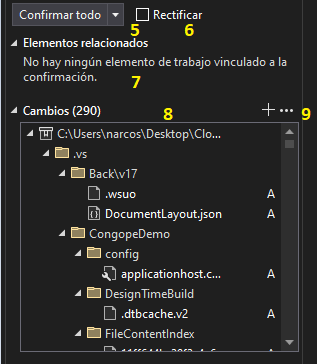 Confirmar todo Rectificar
5 6
Elementos relacionados
No hay ningún elemento de trabajo vinculado a la
confirmación.
7
Cambios (290) 8 9
C:\Users\narcos\Desktop\Clo...
.vs
Back\v17
.wsuo A
DocumentLayout.json A
CongopeDemo
config
applicationhost.c... A
DesignTimeBuild
.dtbcache.v2 A
FileContentIndex